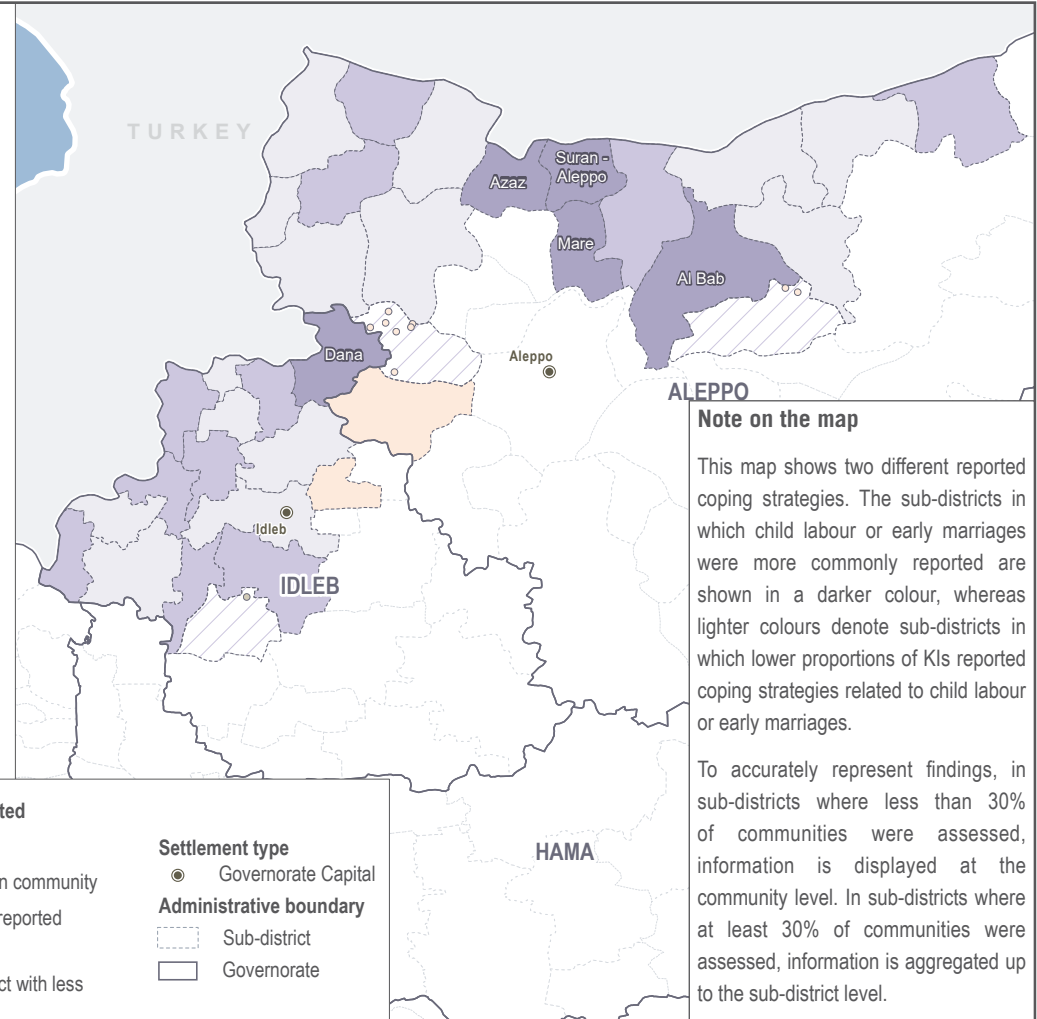 TURKEY
Suran -
Aleppo
Azaz
Mare
Al Bab
Dana
Aleppo
ALEPPO
Idleb
IDLEB
HAMA
Note on the map
This map shows two different reported
coping strategies. The sub-districts in
which child labour or early marriages
were more commonly reported are
shown in a darker colour, whereas
lighter colours denote sub-districts in
which lower proportions of KIs reported
coping strategies related to child labour
or early marriages.
To accurately represent findings, in
sub-districts where less than 30%
of communities were assessed,
information is displayed at the
community level. In sub-districts where
at least 30% of communities were
assessed, information is aggregated up
to the sub-district level.
ted
n community
reported
ct with less
Settlement type
Governorate Capital
Administrative boundary
Sub-district
Governorate